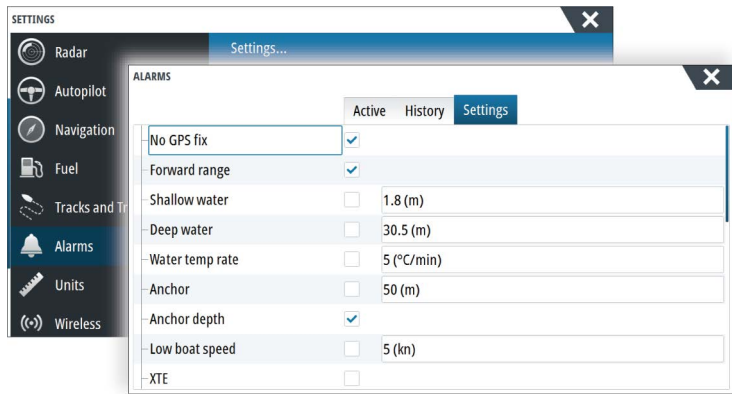 SETTINGS
Radar
Settings...
Autopilot
Navigation
Fuel
Tracks and Tr
Alarms
Units
Wireless
ALARMS
Active History Settings
No GPS fix
Forward range
Shallow water 1.8 (m)
Deep water 30.5 (m)
Water temp rate 5 (°C/min)
Anchor 50 (m)
Anchor depth
Low boat speed 5 (kn)
XTE